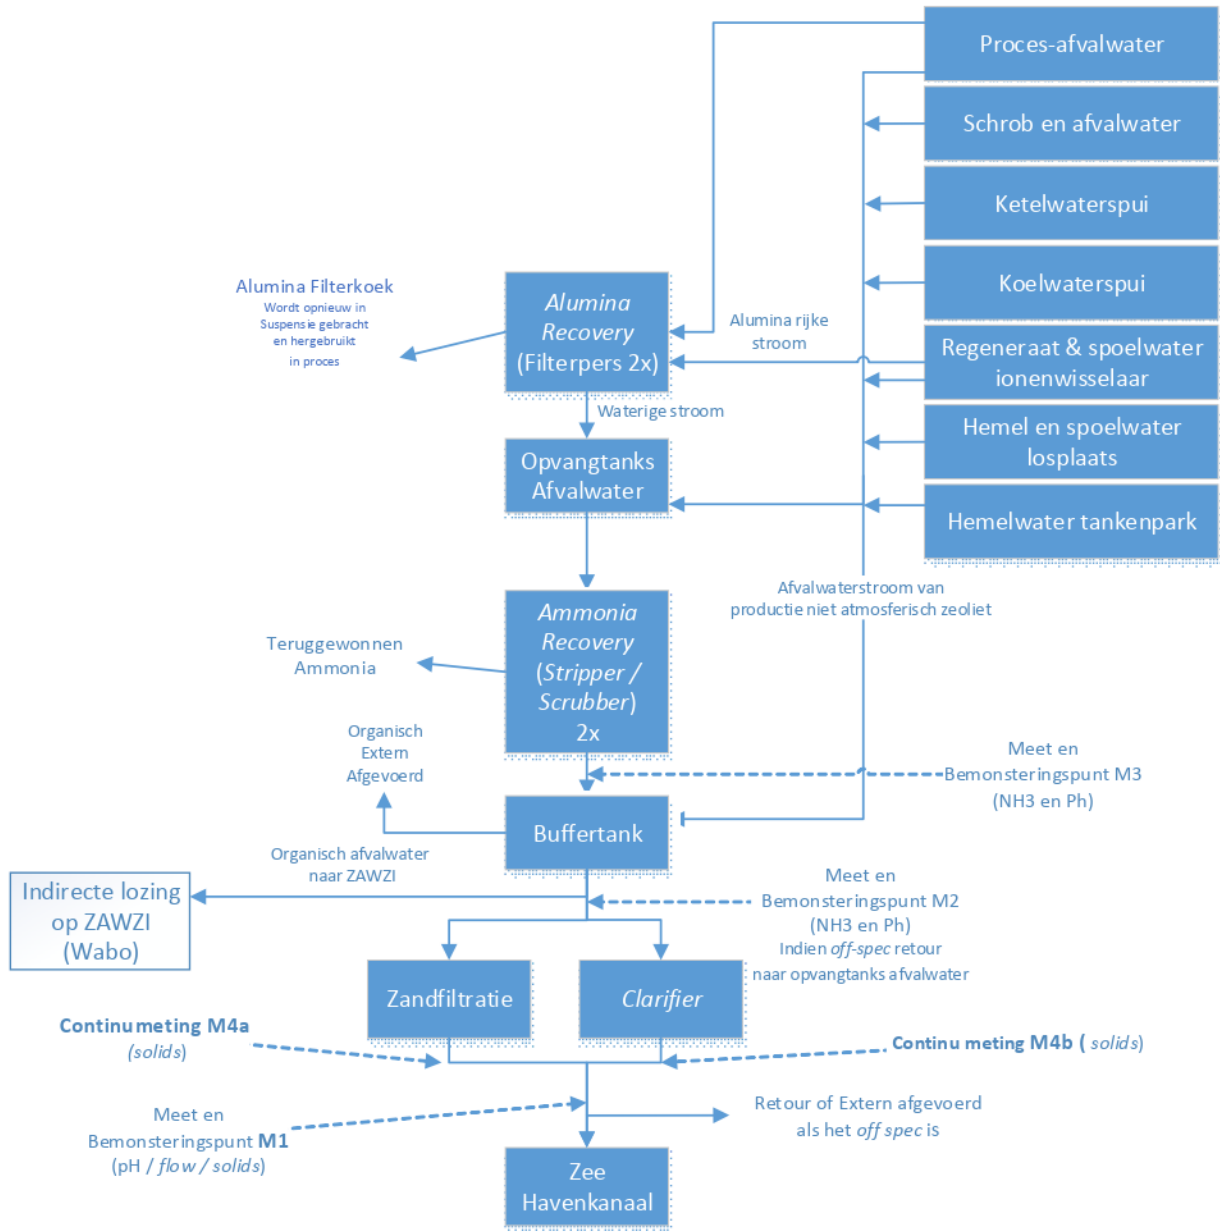 Proces-afvalwater
Schrob en afvalwater
Ketelwaterspui
Koelwaterspui
Regeneraat & spoelwater
ionenwisselaar
Hemel en spoelwater
losplaats
Hemelwater tankenpark
Alumina Filterkoek
Wordt opnieuw in
Suspensie gebracht
en hergebruikt
in proces
Alumina
Recovery
(Filterpers 2x)
Alumina rijke
stroom
Waterige stroom
Opvangtanks
Afvalwater
Afvalwaterstroom van
productie niet atmosferisch zeoliet
Ammonia
Recovery
(Stripper /
Scrubber)
2x
Teruggewonnen
Ammonia
Organisch
Extern
Afgevoerd
Meet en
Bemonsteringspunt M3
(NH3 en Ph)
Buffertank
Organisch afvalwater
naar ZAWZI
Indirecte lozing
op ZAWZI
(Wabo)
Meet en
Bemonsteringspunt M2
(NH3 en Ph)
Indien off-spec retour
naar opvangtanks afvalwater
Zandfiltratie
Clarifier
Continu meting M4a
(solids)
Continu meting M4b ( solids)
Meet en
Bemonsteringspunt M1
(pH / flow / solids)
Retour of Extern afgevoerd
als het off spec is
Zee
Havenkanaal